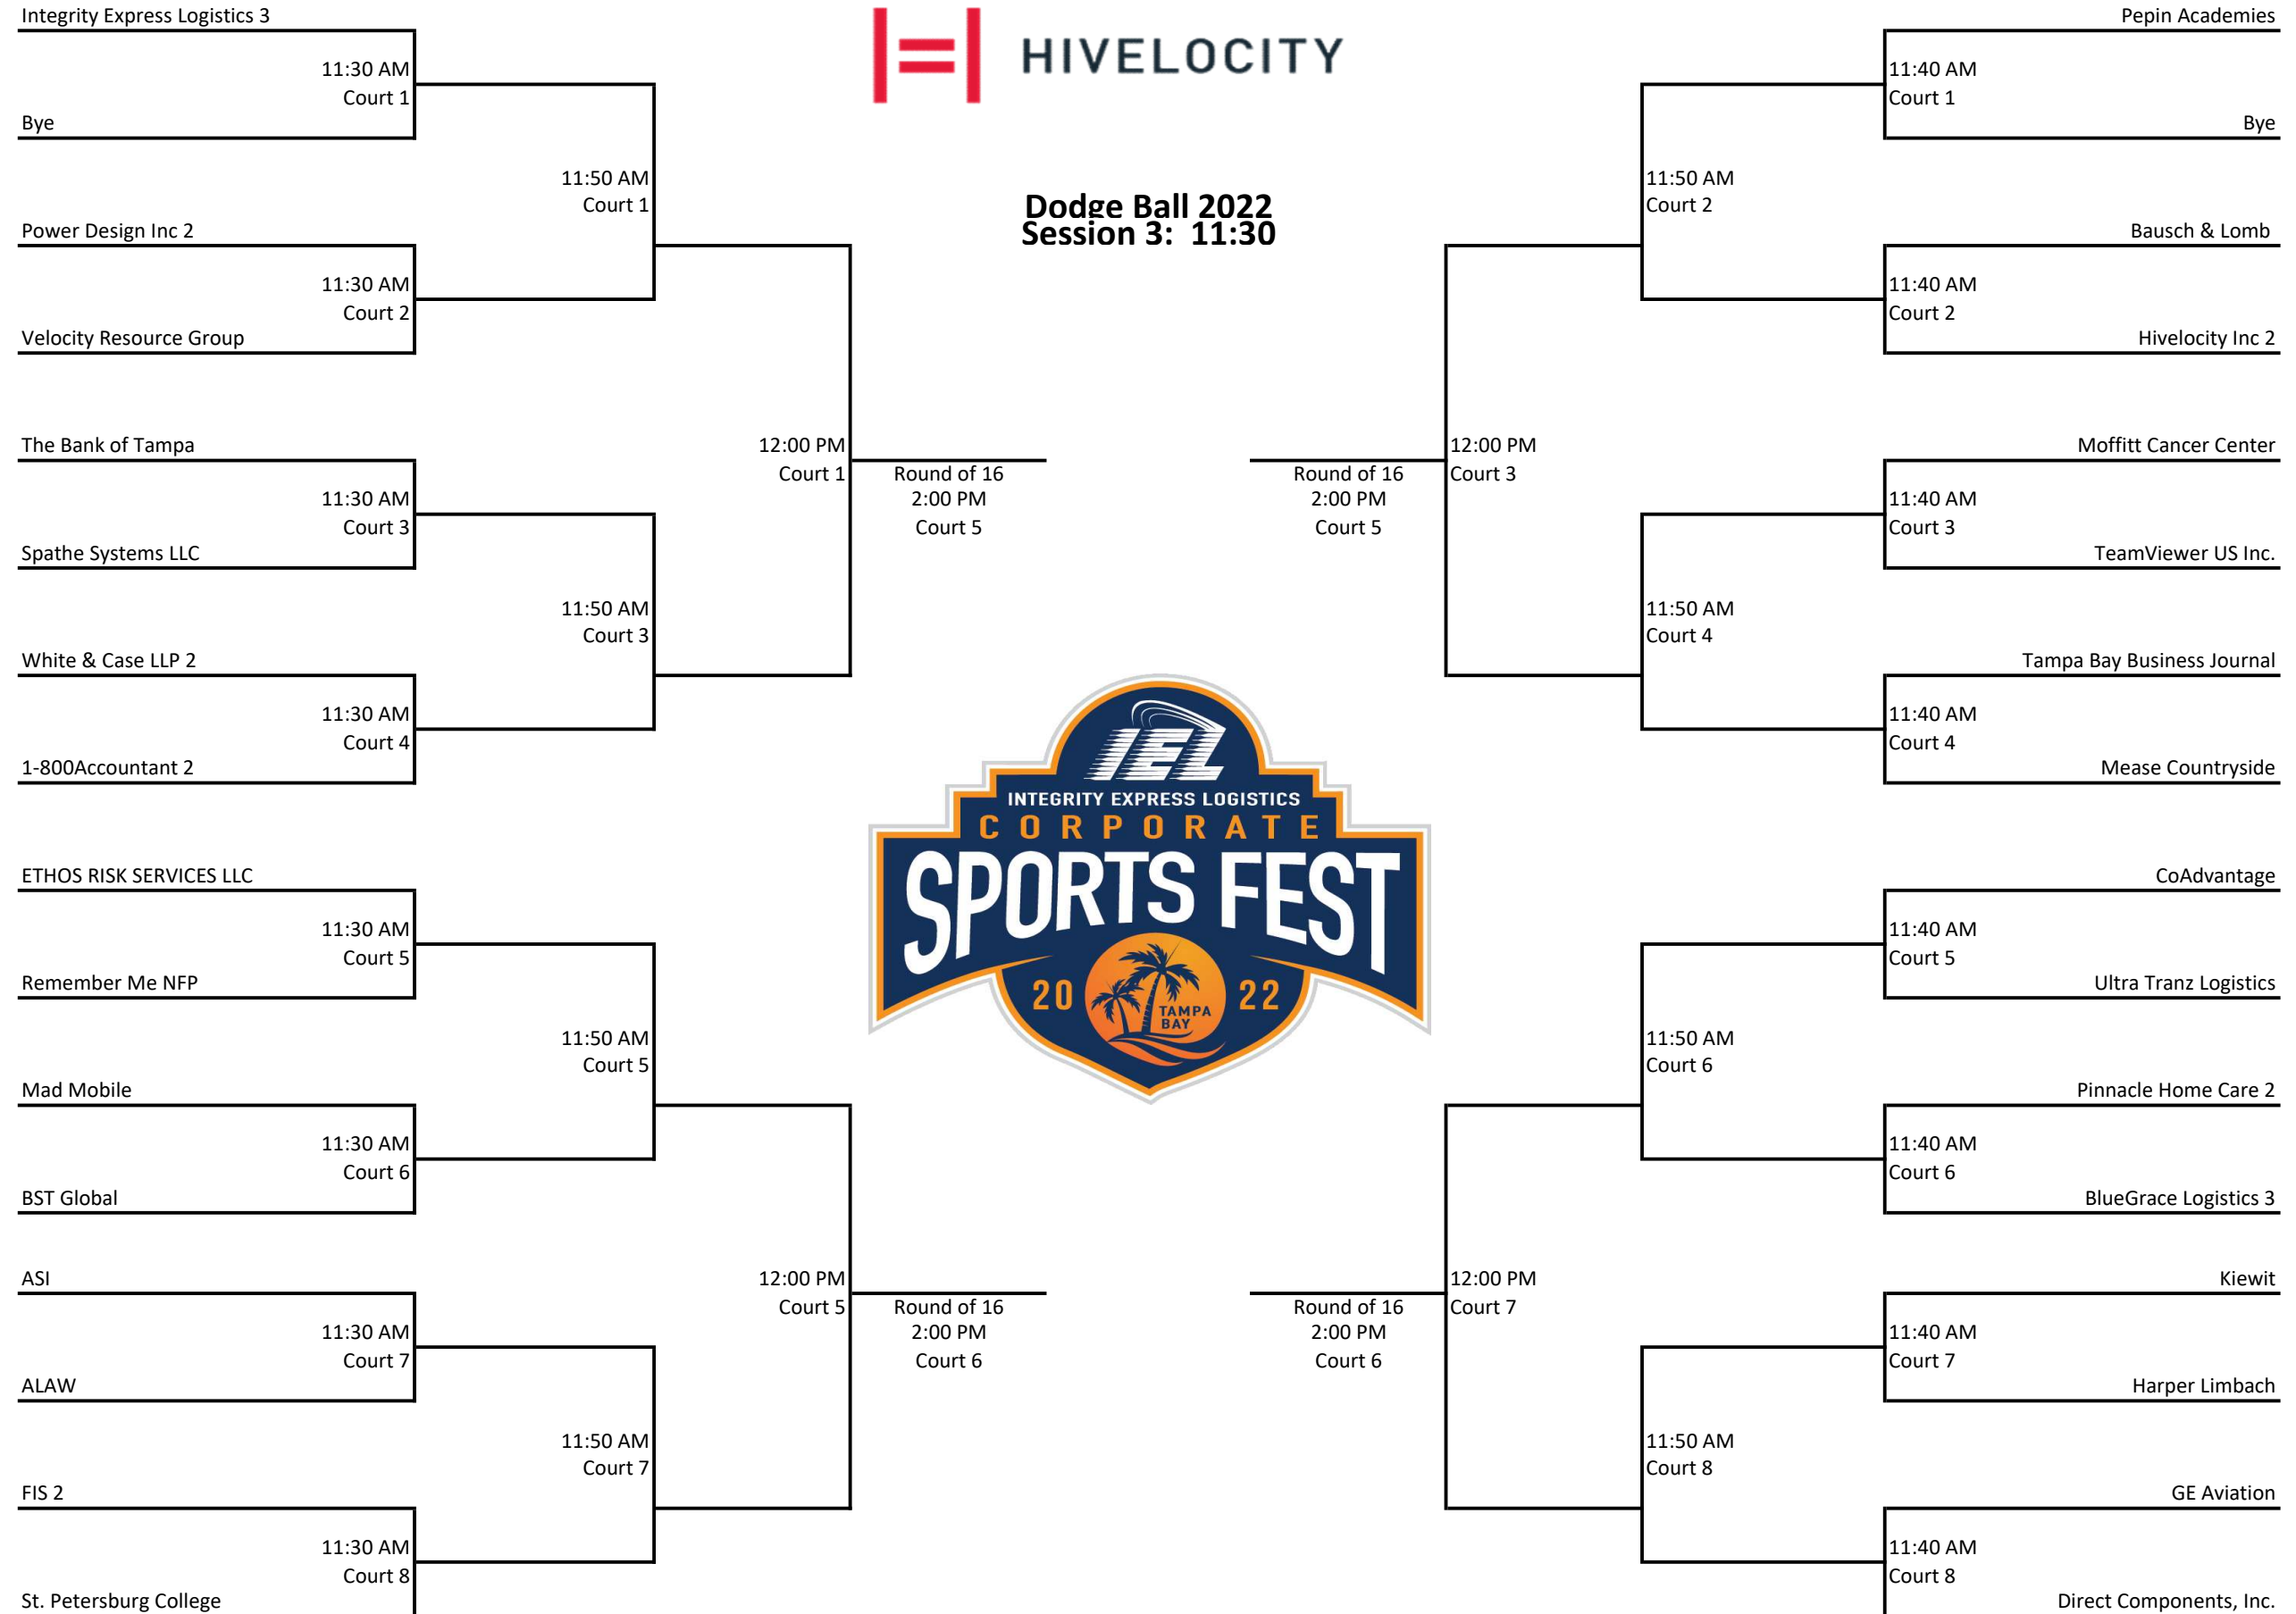 Integrity Express Logistics 3
11:30 AM
Court 1
Bye
11:50 AM
Court 1
Power Design Inc 2
11:30 AM
Court 2
Velocity Resource Group
The Bank of Tampa
12:00 PM
Court 1
11:30 AM
Court 3
Spathe Systems LLC
11:50 AM
Court 3
White & Case LLP 2
11:30 AM
Court 4
1-800Accountant 2
Round of 16
2:00 PM
Court 5
ETHOS RISK SERVICES LLC
11:30 AM
Court 5
Remember Me NFP
11:50 AM
Court 5
Mad Mobile
11:30 AM
Court 6
BST Global
ASI
12:00 PM
Court 5
11:30 AM
Court 7
ALAW
11:50 AM
Court 7
FIS 2
11:30 AM
Court 8
St. Petersburg College
Round of 16
2:00 PM
Court 6
HIVELOCITY
Dodge Ball 2022
Session 3: 11:30
IEL
INTEGRITY EXPRESS LOGISTICS
CORPORATE
SPORTS FEST
20 22
TAMPA
BAY
Pepin Academies
11:40 AM
Court 1
Bye
11:50 AM
Court 2
Bausch & Lomb
11:40 AM
Court 2
Hivelocity Inc 2
Moffitt Cancer Center
12:00 PM
Court 3
11:40 AM
Court 3
TeamViewer US Inc.
11:50 AM
Court 4
Tampa Bay Business Journal
11:40 AM
Court 4
Mease Countryside
Round of 16
2:00 PM
Court 5
CoAdvantage
11:40 AM
Court 5
Ultra Tranz Logistics
11:50 AM
Court 6
Pinnacle Home Care 2
11:40 AM
Court 6
BlueGrace Logistics 3
Kiewit
12:00 PM
Court 7
11:40 AM
Court 7
Harper Limbach
11:50 AM
Court 8
GE Aviation
11:40 AM
Court 8
Direct Components, Inc.
Round of 16
2:00 PM
Court 6